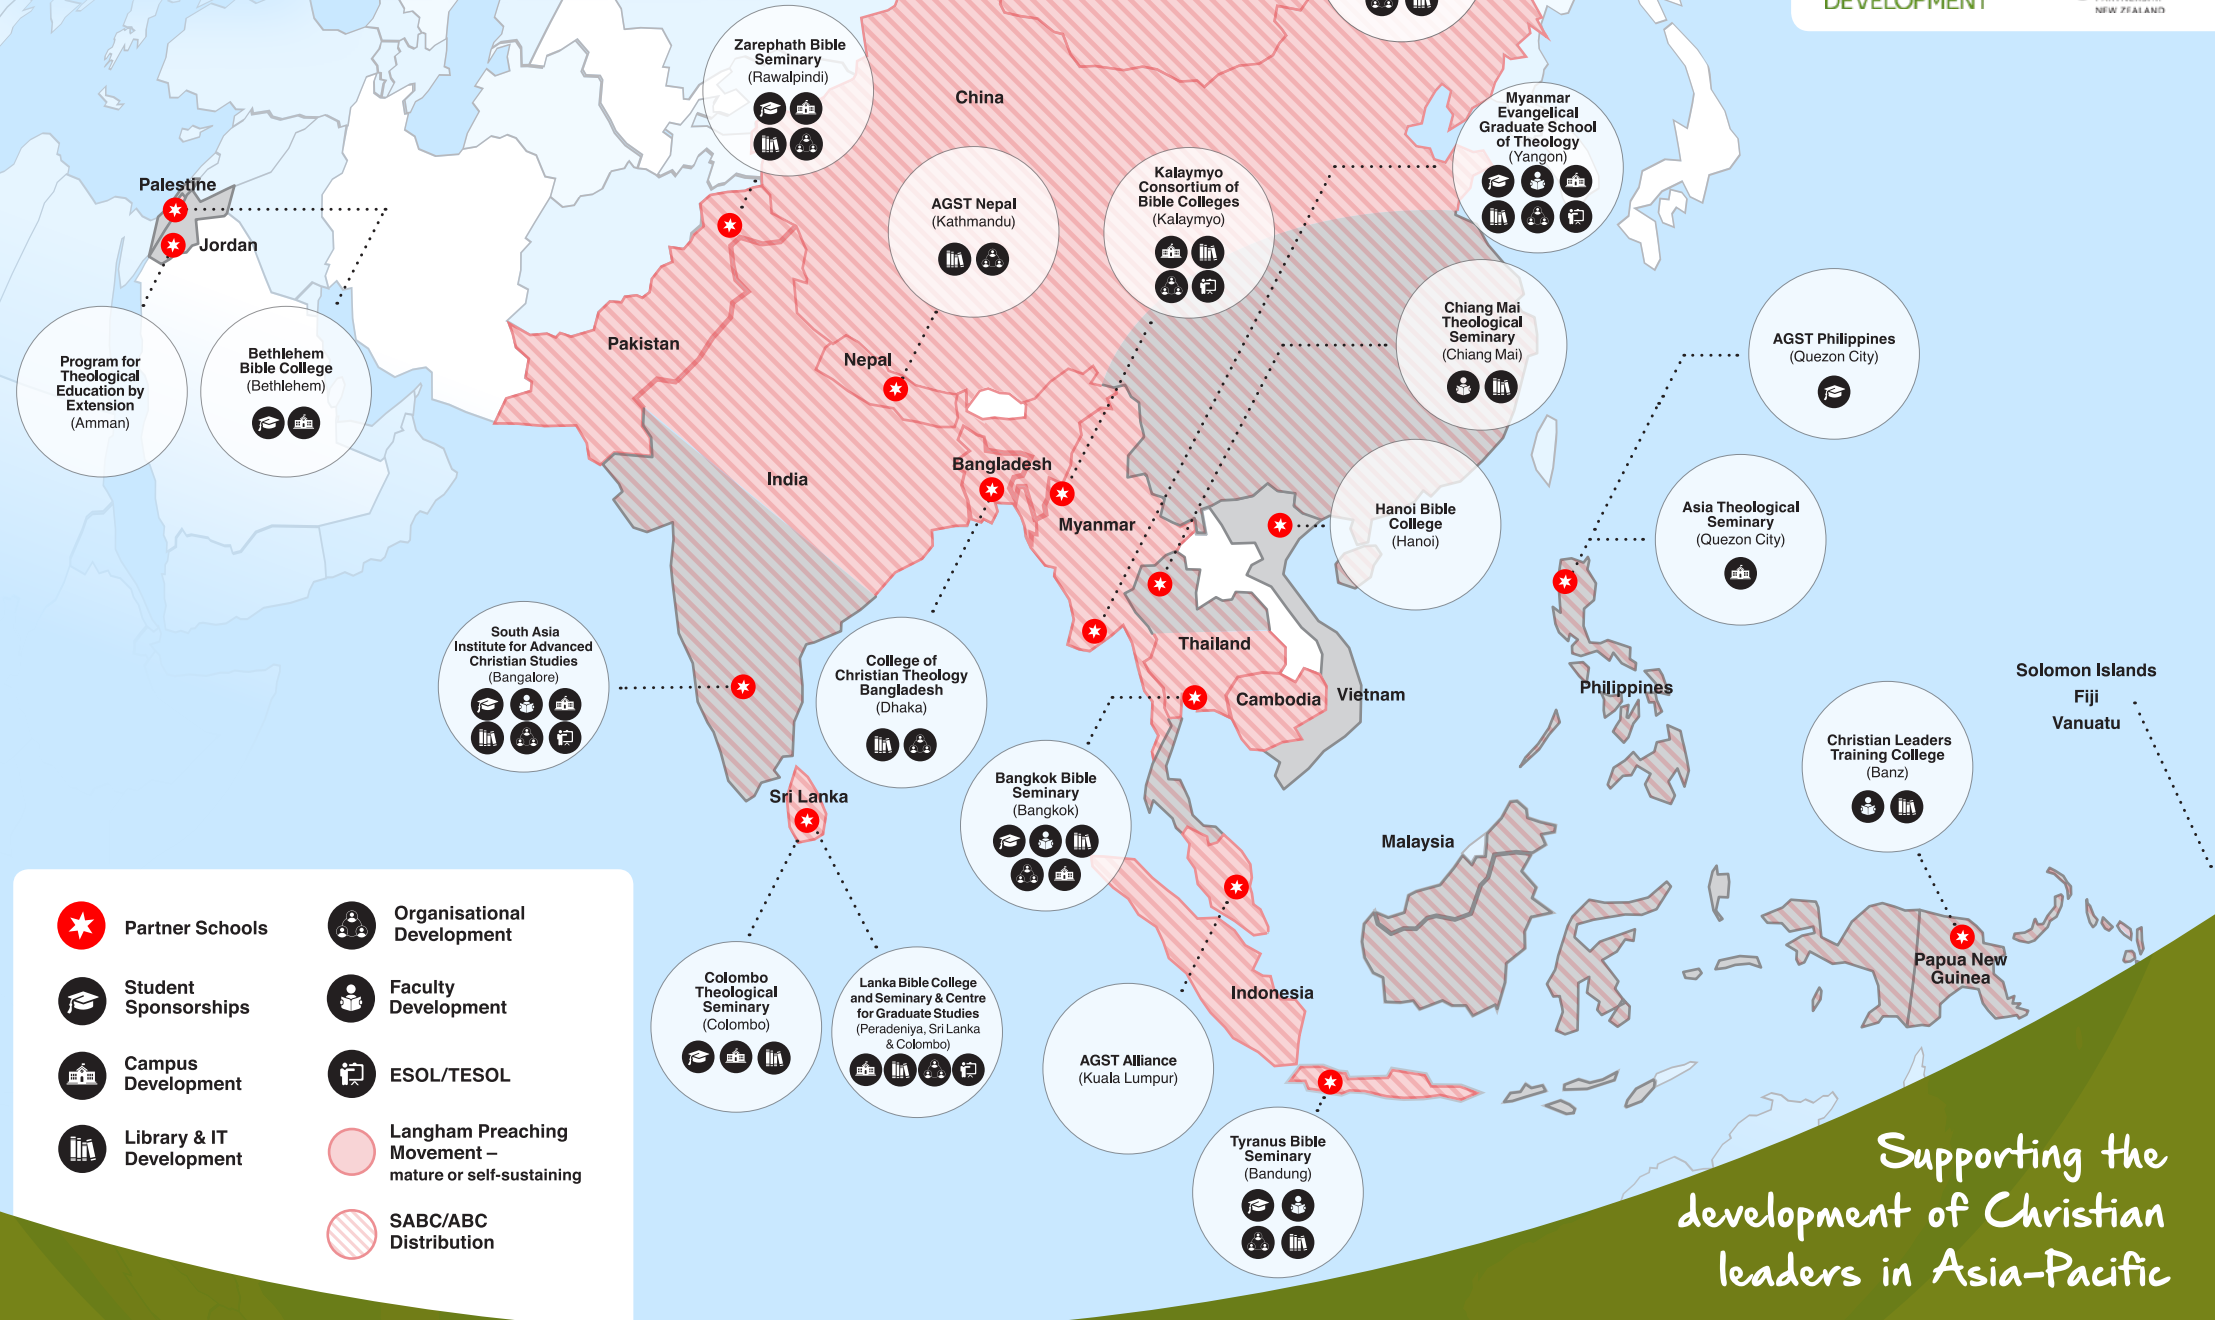 DEVELOPMENT
NEW ZEALAND
Zarephath Bible
Seminary
(Rawalpindi)
China
Myanmar
Evangelical
Graduate School
of Theology
(Yangon)
Palestine
Jordan
AGST Nepal
(Kathmandu)
Kalaymyo
Consortium of
Bible Colleges
(Kalaymyo)
Chiang Mai
Theological
Seminary
(Chiang Mai)
AGST Philippines
(Quezon City)
Program for
Theological
Education by
Extension
(Amman)
Bethlehem
Bible College
(Bethlehem)
Pakistan
Nepal
India
Bangladesh
Myanmar
Hanoi Bible
College
(Hanoi)
Asia Theological
Seminary
(Quezon City)
South Asia
Institute for Advanced
Christian Studies
(Bangalore)
College of
Christian Theology
Bangladesh
(Dhaka)
Thailand
Cambodia
Vietnam
Philippines
Solomon Islands
Fiji
Vanuatu
Christian Leaders
Training College
(Banz)
Bangkok Bible
Seminary
(Bangkok)
Sri Lanka
Malaysia
Papua New
Guinea
Indonesia
Colombo
Theological
Seminary
(Colombo)
Lanka Bible College
and Seminary & Centre
for Graduate Studies
(Peradeniya, Sri Lanka
& Colombo)
AGST Alliance
(Kuala Lumpur)
Tyranus Bible
Seminary
(Bandung)
Partner Schools
Student
Sponsorships
Campus
Development
Library & IT
Development
Organisational
Development
Faculty
Development
ESOL/TESOL
Langham Preaching
Movement –
mature or self-sustaining
SABC/ABC
Distribution
Supporting the
development of Christian
leaders in Asia-Pacific